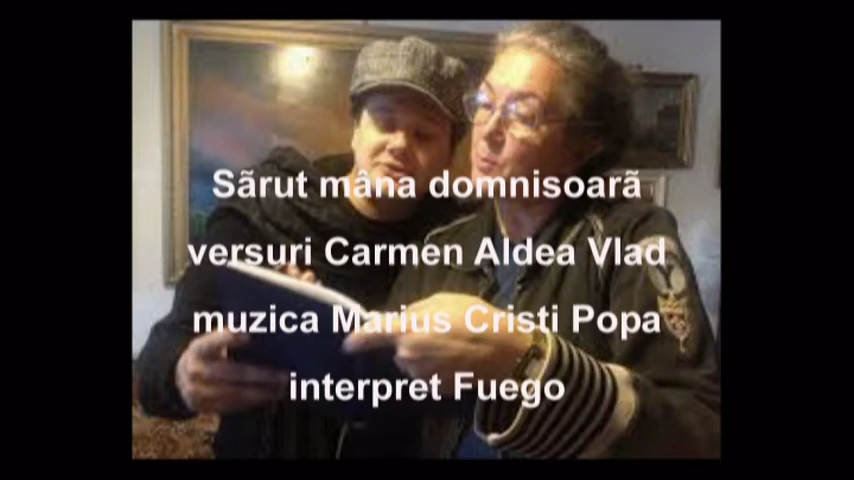 Sãrut mâna domnisoarã
versuri Carmen Aldea Vlad
muzica Marius Cristi Popa
interpret Fuego